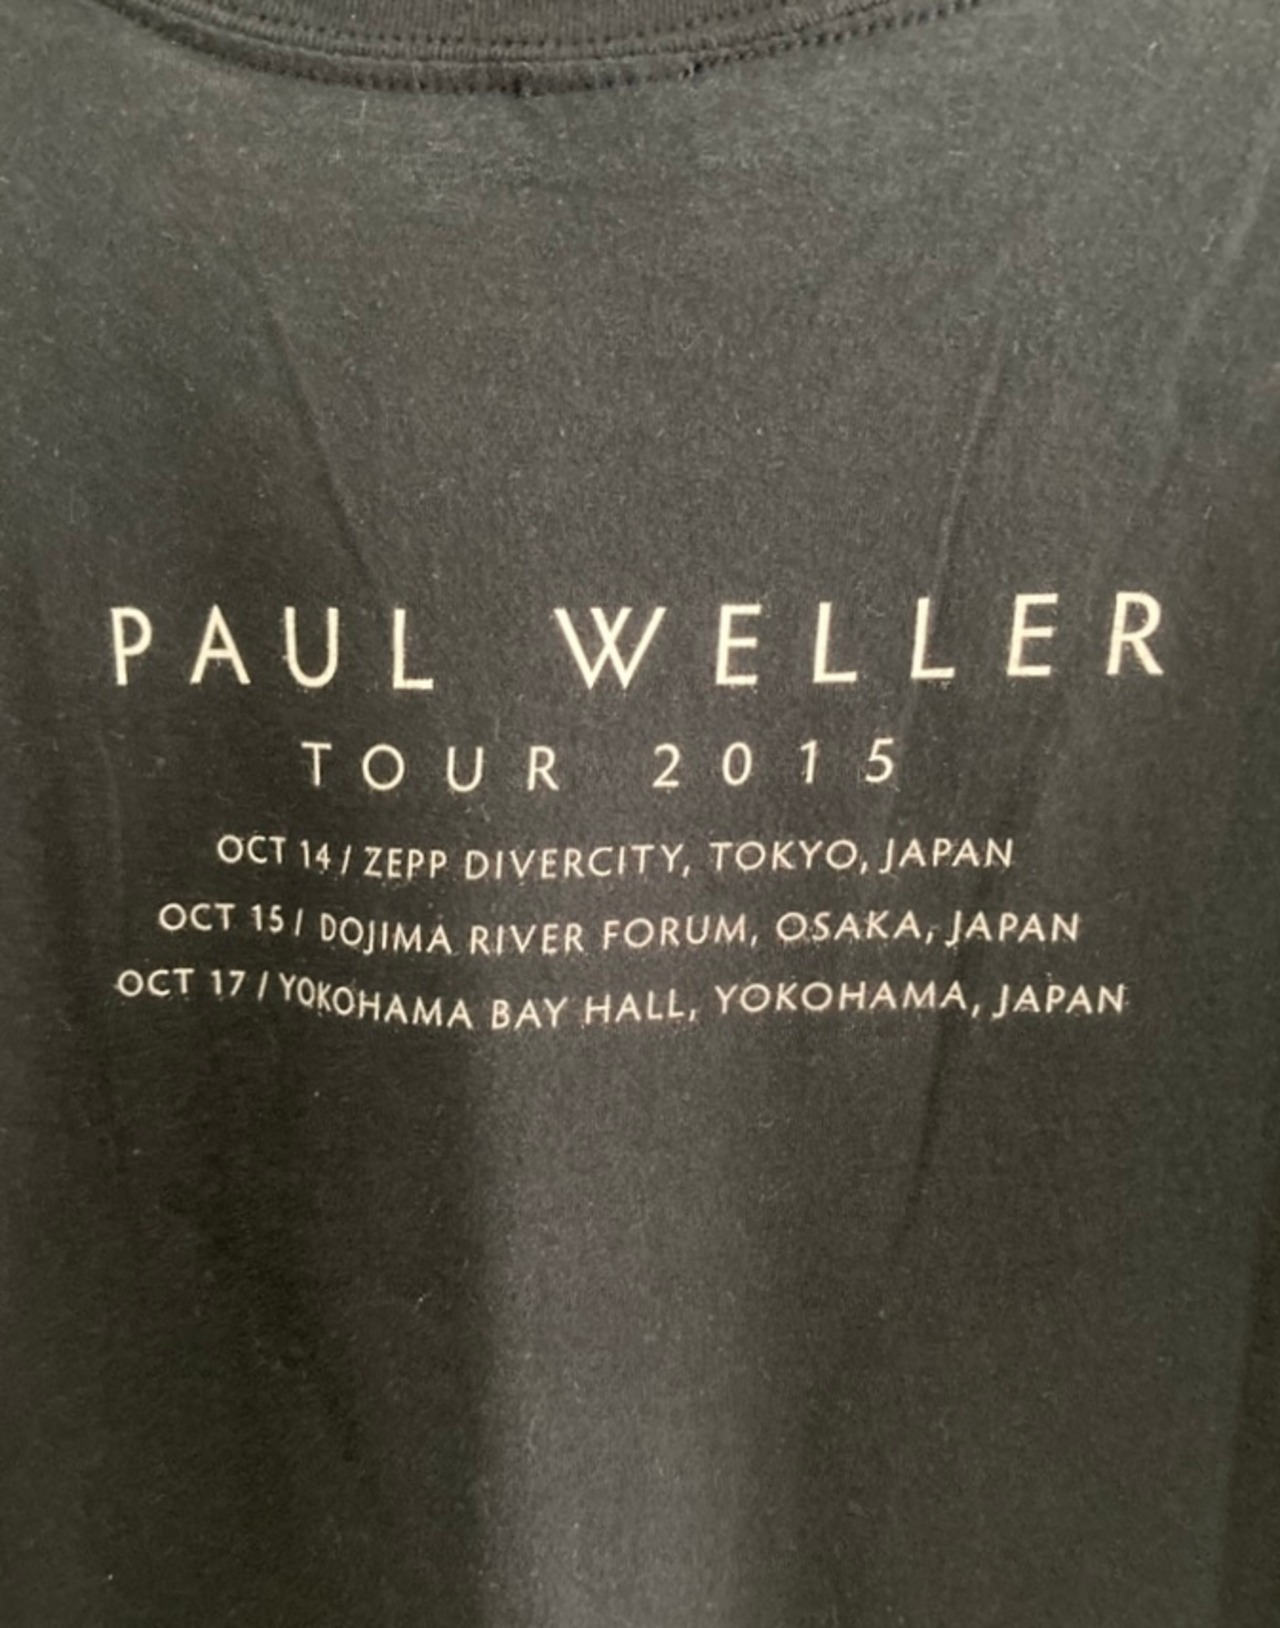 PAUL WELLER
TOUR 2015
OCT 14 / ZEPP DIVERCITY, TOKYO, JAPAN
OCT 15 / DOJIMA RIVER FORUM, OSAKA, JAPAN
OCT 17 / YOKOHAMA BAY HALL, YOKOHAMA, JAPAN